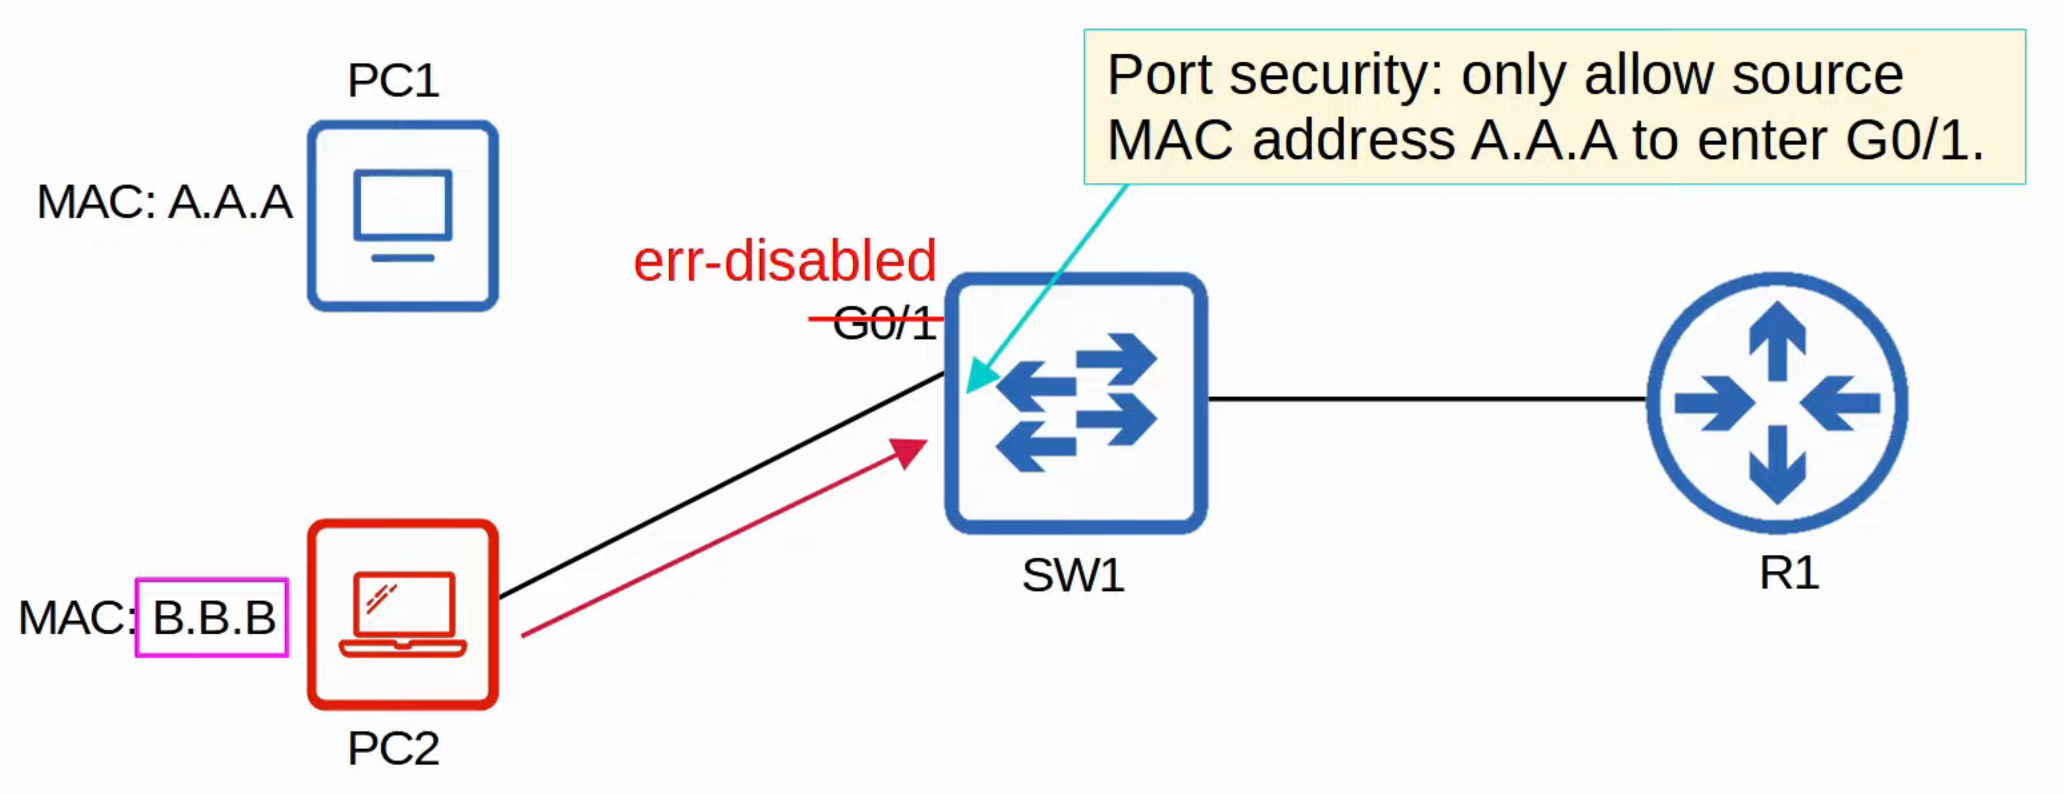 PC1
MAC: A.A.A
Port security: only allow source
MAC address A.A.A to enter G0/1.
err-disabled
G0/1
SW1
R1
MAC: B.B.B
PC2